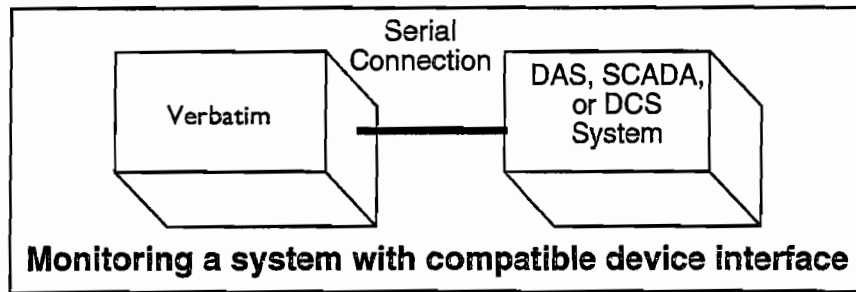 Serial
Connection
Verbatim
DAS, SCADA,
or DCS
System
Monitoring a system with compatible device interface